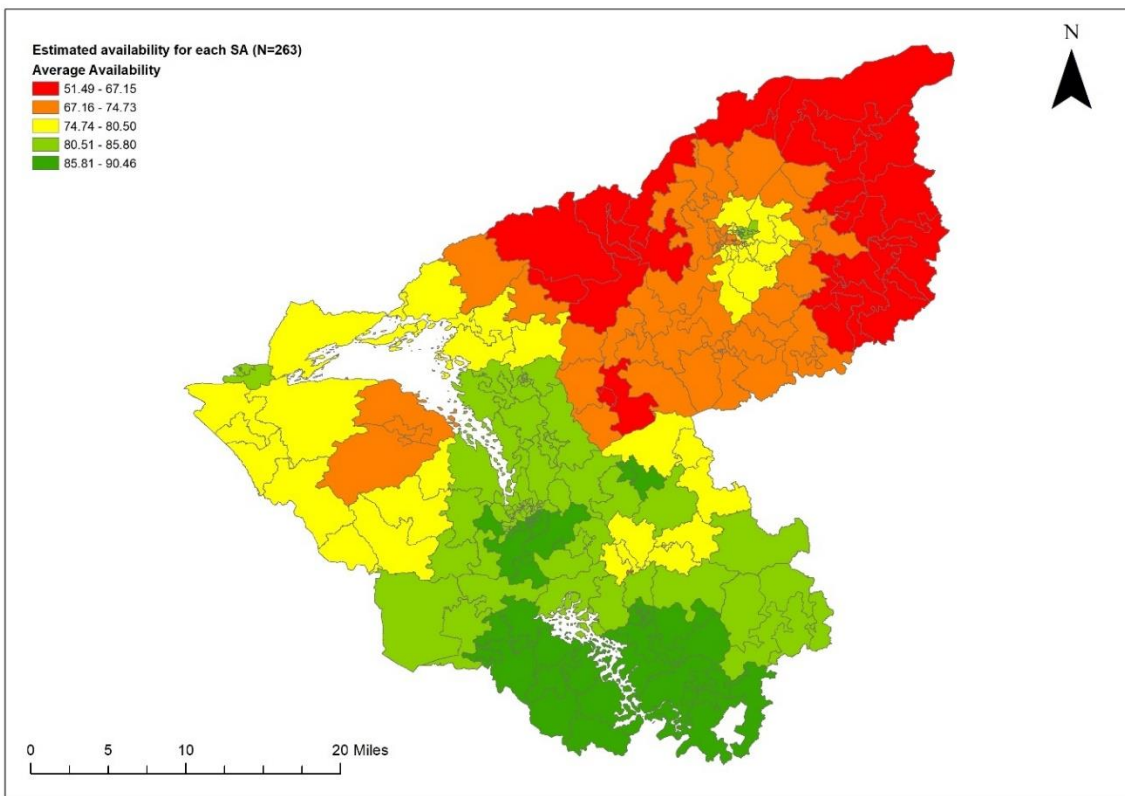 Estimated availability for each SA (N=263)
Average Availability
51.49 - 67.15
67.16 - 74.73
74.74 - 80.50
80.51 - 85.80
85.81 - 90.46
N
0 5 10 20 Miles